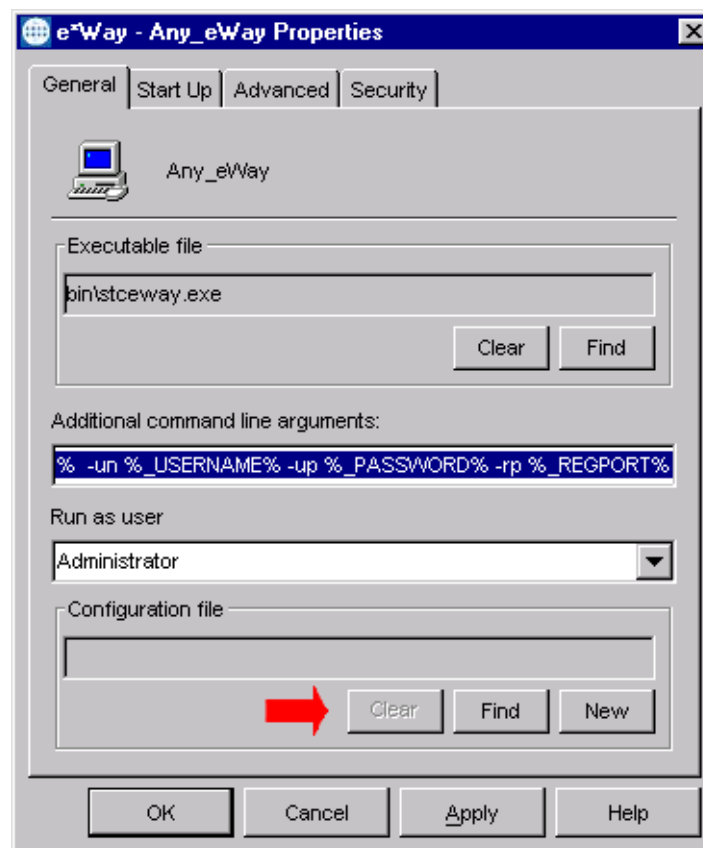 e*Way - Any_eWay Properties
General Start Up Advanced Security
Any_eWay
Executable file
bin\stceway.exe
Clear Find
Additional command line arguments:
% -un %_USERNAME% -up %_PASSWORD% -rp %_REGPORT%
Run as user
Administrator
Configuration file
Clear Find New
OK Cancel Apply Help